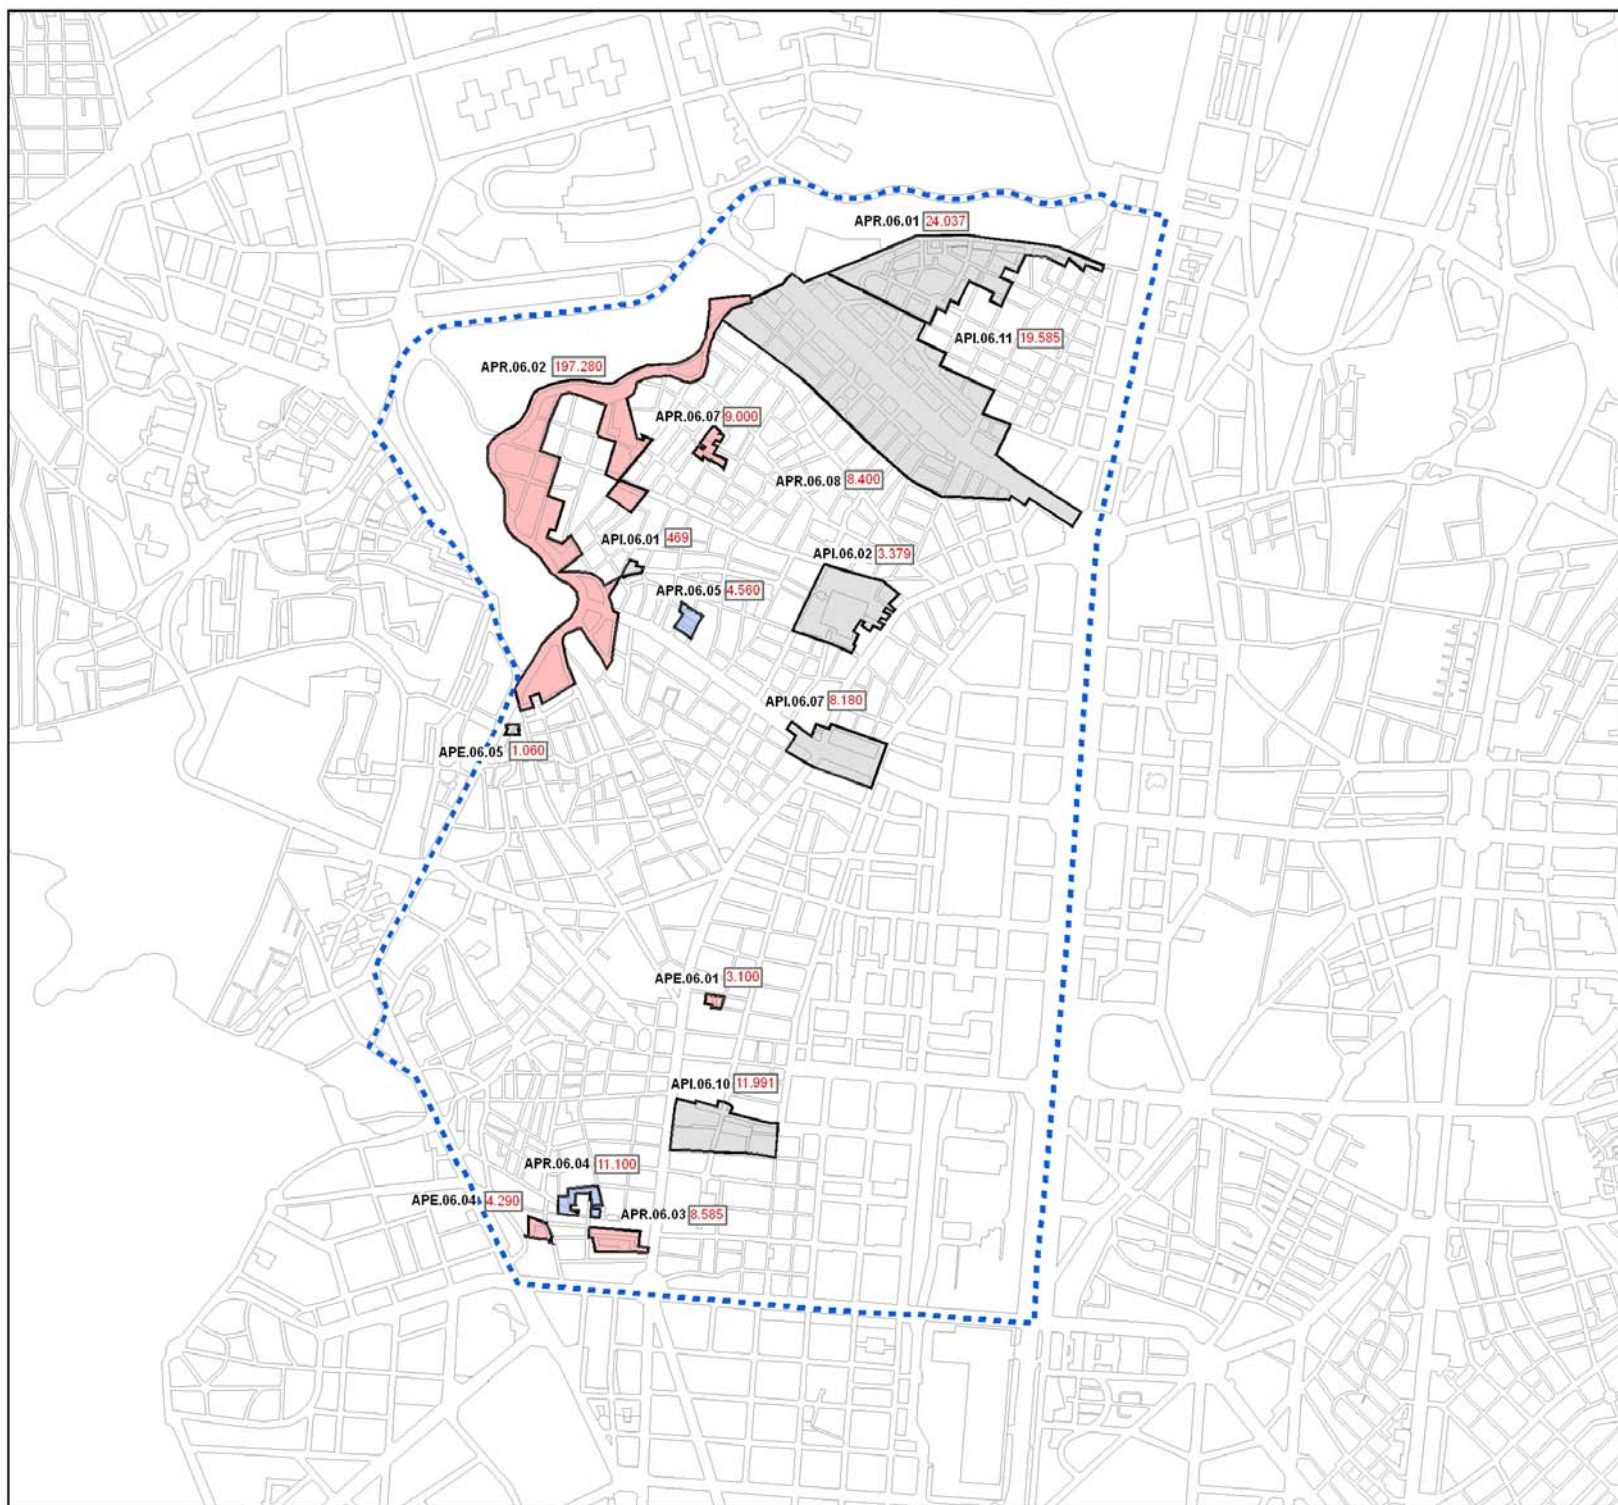 APR.06.01 24.037
API.06.11 19.585
APR.06.02 197.280
APR.06.07 9.000
APR.06.08 8.400
API.06.01 469
API.06.02 3.379
APR.06.05 4.560
API.06.07 8.180
APE.06.05 1.060
APE.06.01 3.100
API.06.10 11.991
APR.06.04 11.100
APE.06.04 4.290
APR.06.03 8.585